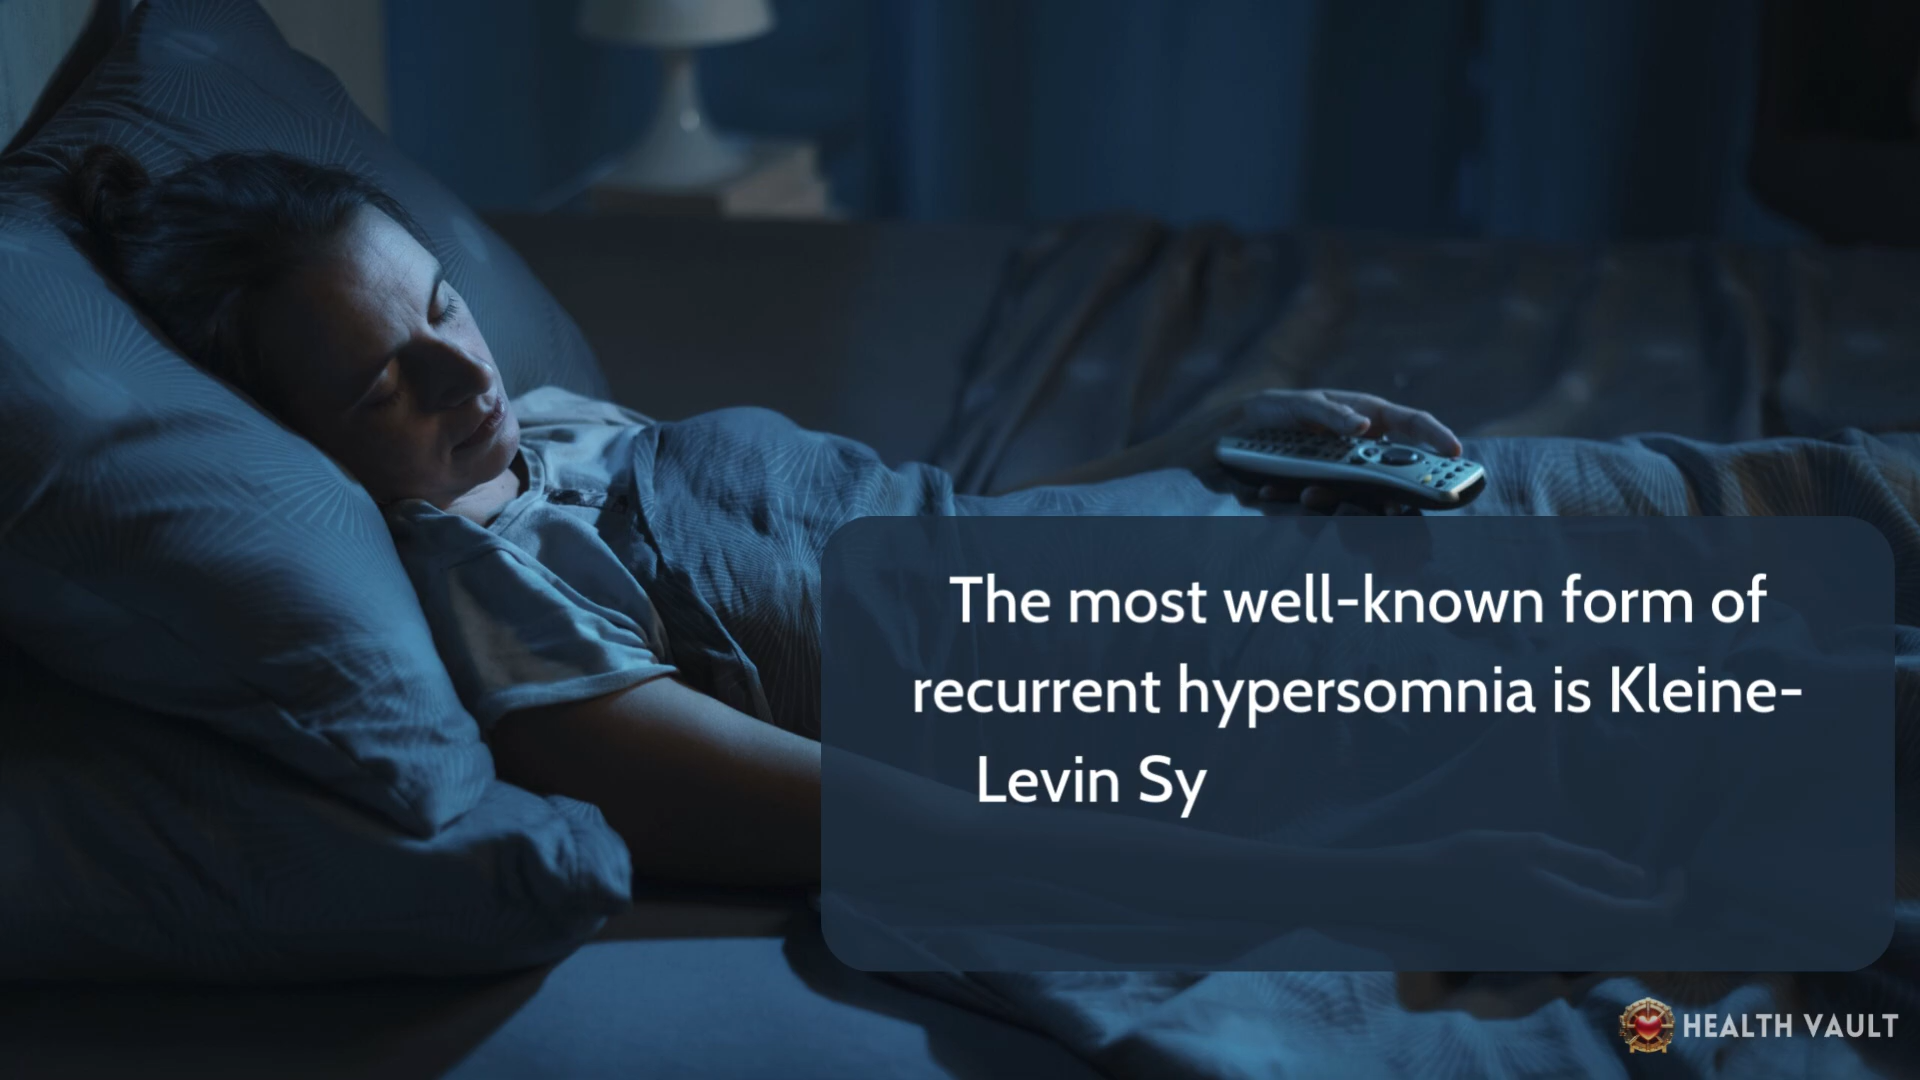 The most well-known form of
recurrent hypersomnia is Kleine-
Levin Sy
HEALTH VAULT